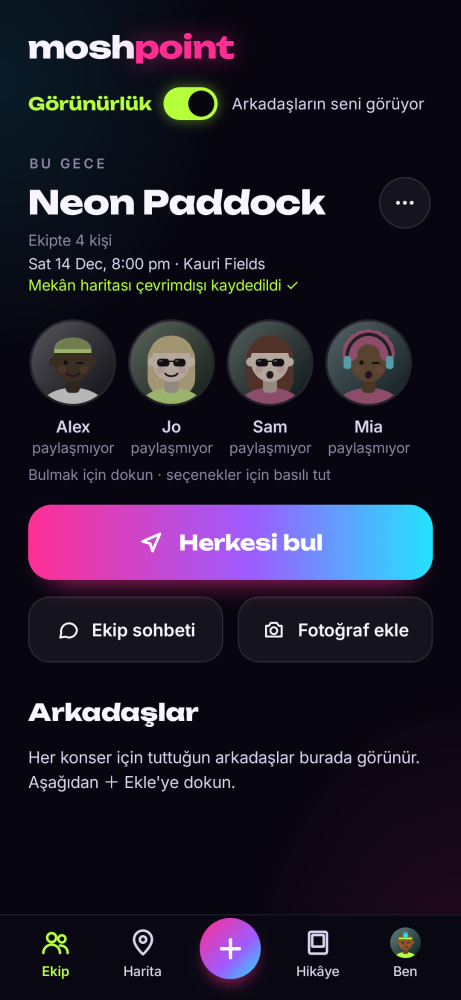 moshpoint
Görünürlük
Arkadaşların seni görüyor
BU GECE
Neon Paddock
Ekipte 4 kişi
Sat 14 Dec, 8:00 pm · Kauri Fields
Mekân haritası çevrimdışı kaydedildi ✓
Alex
paylaşmıyor
Jo
paylaşmıyor
Sam
paylaşmıyor
Mia
paylaşmıyor
Bulmak için dokun · seçenekler için basılı tut
Herkesi bul
Ekip sohbeti
Fotoğraf ekle
Arkadaşlar
Her konser için tuttuğun arkadaşlar burada görünür.
Aşağıdan + Ekle'ye dokun.
Ekip
Harita
Hikâye
Ben